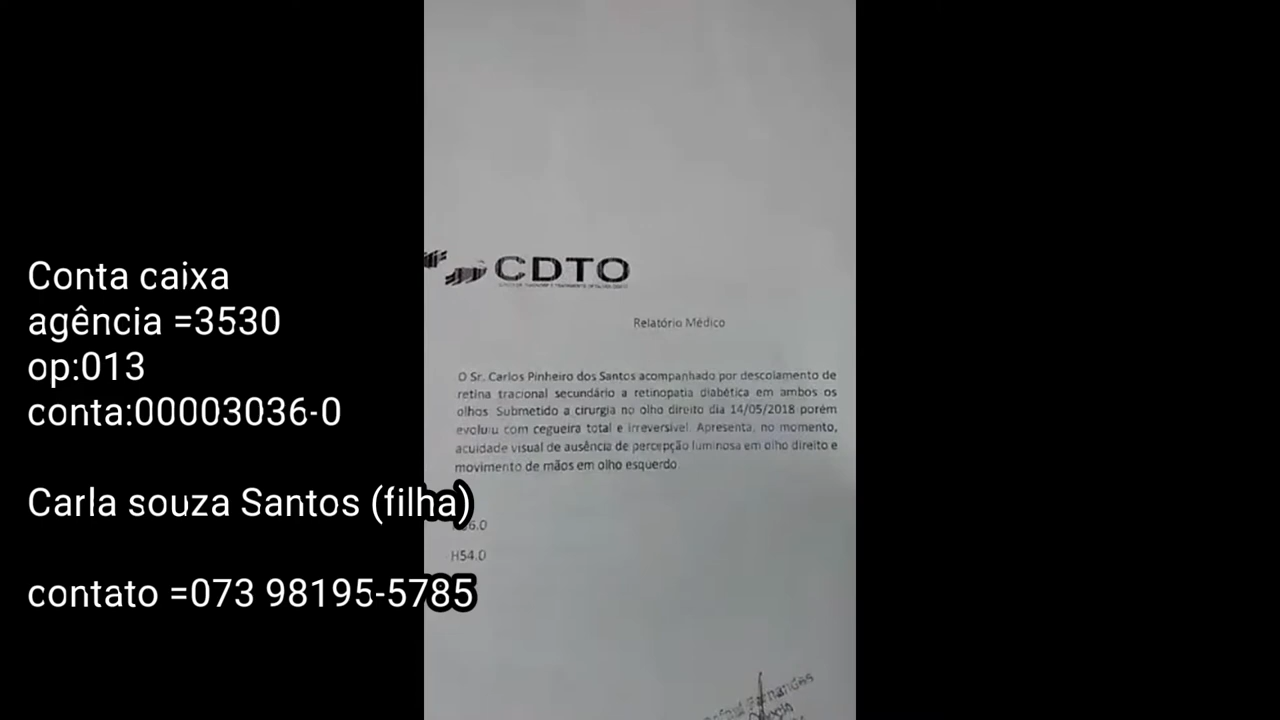 Conta caixa
agência =3530
op:013
conta:00003036-0
Carla souza Santos (filha)
contato =073 98195-5785
CDTO
Relatório Médico
O Sr. Carlos Pinheiro dos Santos acompanhado por descolamento de
retina tracional secundário a retinopatia diabética em ambos os
olhos. Submetido a cirurgia no olho direito dia 14/05/2018 porém
evoluiu com cegueira total e irreversivel. Apresenta, no momento,
acuidade visual de ausência de percepção luminosa em olho direito e
movimento de mãos em olho esquerdo.
H54.0
Fernandes